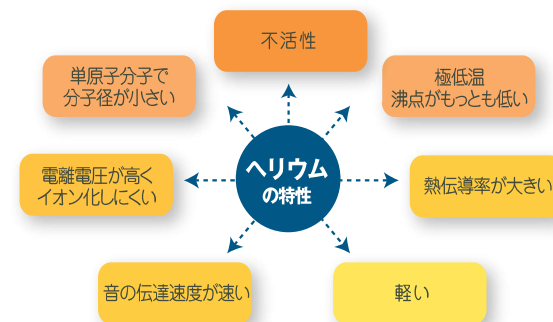 不活性
単原子分子で
分子径が小さい
極低温
沸点がもっとも低い
ヘリウム
の特性
電離電圧が高く
イオン化しにくい
熱伝導率が大きい
音の伝達速度が速い
軽い